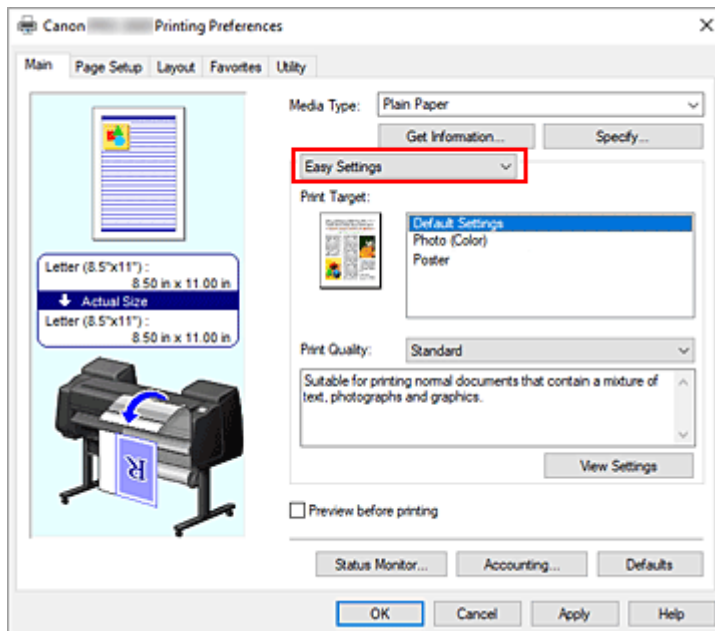 Canon Printing Preferences
Main Page Setup Layout Favorites Utility
Media Type: Plain Paper
Get Information... Specify...
Easy Settings
Print Target:
Default Settings
Photo (Color)
Poster
Letter (8.5"x11") :
8.50 in x 11.00 in
Actual Size
Letter (8.5"x11") :
8.50 in x 11.00 in
Print Quality: Standard
Suitable for printing normal documents that contain a mixture of
text, photographs and graphics.
R
View Settings
Preview before printing
Status Monitor... Accounting... Defaults
OK Cancel Apply Help